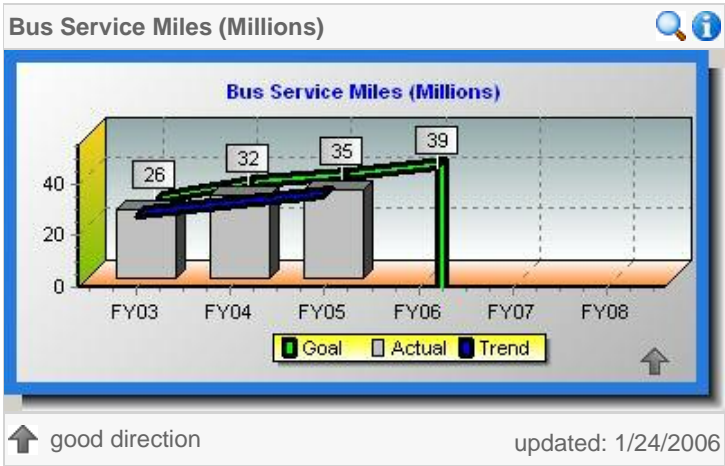 Bus Service Miles (Millions)
Bus Service Miles (Millions)
39
35
32
26
40
20
0
FY03 FY04 FY05 FY06 FY07 FY08
Goal Actual Trend
good direction updated: 1/24/2006